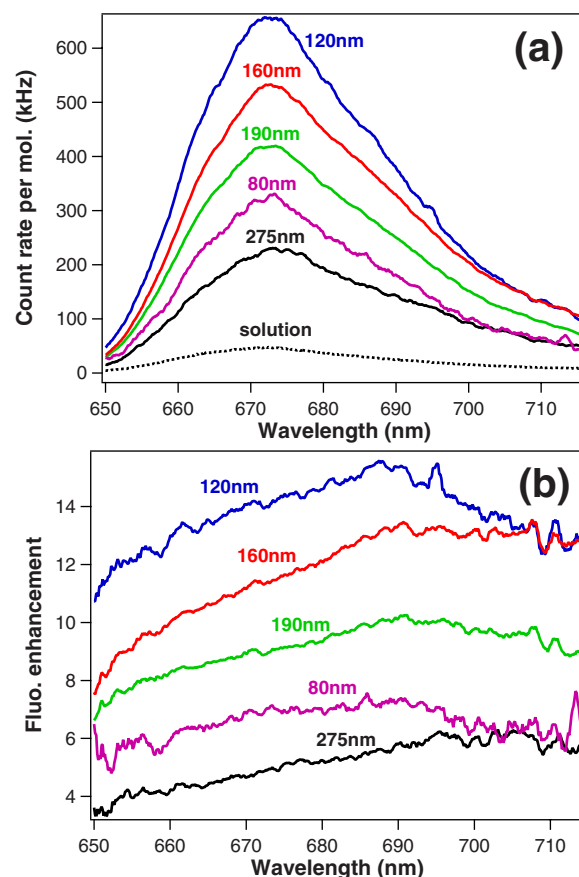 (a)
600
500
400
300
200
100
0
Count rate per mol. (kHz)
120nm
160nm
190nm
80nm
275nm
solution
650 660 670 680 690 700 710
Wavelength (nm)
(b)
14
12
10
8
6
4
Fluo. enhancement
120nm
160nm
190nm
80nm
275nm
650 660 670 680 690 700 710
Wavelength (nm)